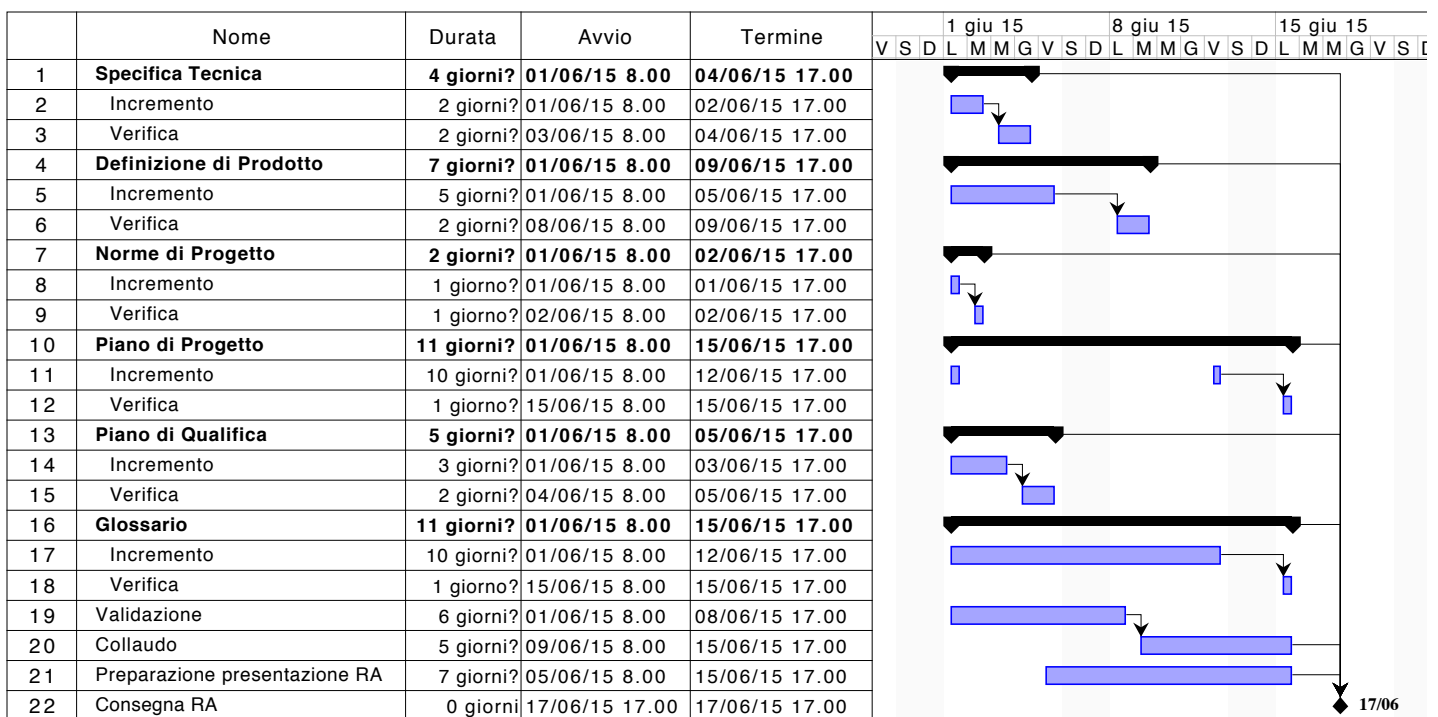 Nome Durata Avvio Termine 1 giu 15 8 giu 15 15 giu 15
V S D L M M G V S D L M M G V S D L M M G V S D
1 Specifica Tecnica 4 giorni? 01/06/15 8.00 04/06/15 17.00
2 Incremento 2 giorni? 01/06/15 8.00 02/06/15 17.00
3 Verifica 2 giorni? 03/06/15 8.00 04/06/15 17.00
4 Definizione di Prodotto 7 giorni? 01/06/15 8.00 09/06/15 17.00
5 Incremento 5 giorni? 01/06/15 8.00 05/06/15 17.00
6 Verifica 2 giorni? 08/06/15 8.00 09/06/15 17.00
7 Norme di Progetto 2 giorni? 01/06/15 8.00 02/06/15 17.00
8 Incremento 1 giorno? 01/06/15 8.00 01/06/15 17.00
9 Verifica 1 giorno? 02/06/15 8.00 02/06/15 17.00
10 Piano di Progetto 11 giorni? 01/06/15 8.00 15/06/15 17.00
11 Incremento 10 giorni? 01/06/15 8.00 12/06/15 17.00
12 Verifica 1 giorno? 15/06/15 8.00 15/06/15 17.00
13 Piano di Qualifica 5 giorni? 01/06/15 8.00 05/06/15 17.00
14 Incremento 3 giorni? 01/06/15 8.00 03/06/15 17.00
15 Verifica 2 giorni? 04/06/15 8.00 05/06/15 17.00
16 Glossario 11 giorni? 01/06/15 8.00 15/06/15 17.00
17 Incremento 10 giorni? 01/06/15 8.00 12/06/15 17.00
18 Verifica 1 giorno? 15/06/15 8.00 15/06/15 17.00
19 Validazione 6 giorni? 01/06/15 8.00 08/06/15 17.00
20 Collaudo 5 giorni? 09/06/15 8.00 15/06/15 17.00
21 Preparazione presentazione RA 7 giorni? 05/06/15 8.00 15/06/15 17.00
22 Consegna RA 0 giorni 17/06/15 17.00 17/06/15 17.00 17/06